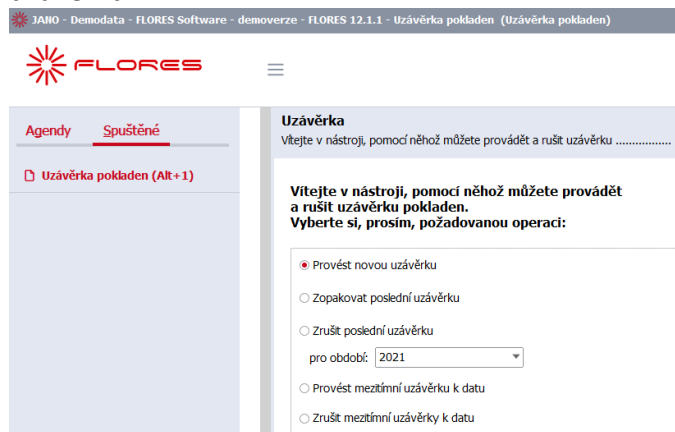 JANO - Demodata - FLORES Software - demoverze - FLORES 12.1.1 - Uzávěrka pokladen (Uzávěrka pokladen)
FLORES
Agendy Spuštěné
Uzávěrka pokladen (Alt+1)
Uzávěrka
Vítejte v nástroji, pomocí něhož můžete provádět a rušit uzávěrku .................
Vítejte v nástroji, pomocí něhož můžete provádět
a rušit uzávěrku pokladen.
Vyberte si, prosím, požadovanou operaci:
Provést novou uzávěrku
Zopakovat poslední uzávěrku
Zrušit poslední uzávěrku
pro období: 2021
Provést mezitímní uzávěrku k datu
Zrušit mezitímní uzávěrky k datu